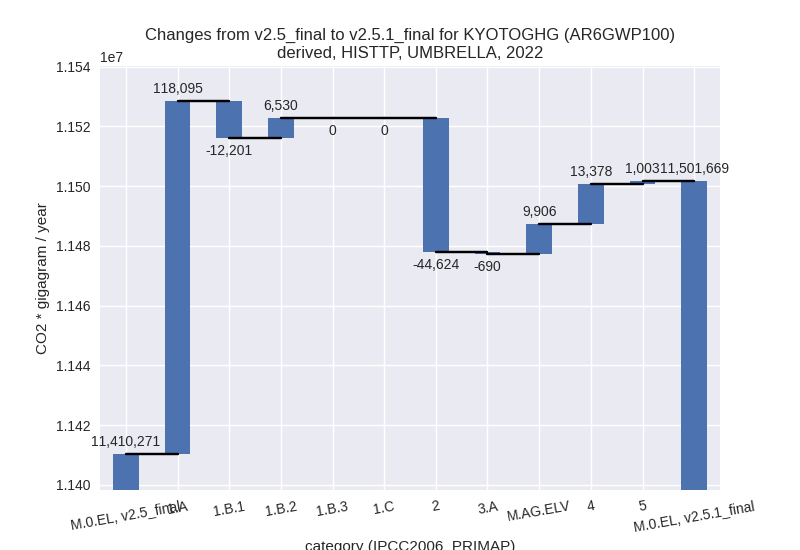 Changes from v2.5_final to v2.5.1_final for KYOTOGHG (AR6GWP100)
derived, HISTTP, UMBRELLA, 2022
1e7
1.154
1.152
1.150
1.148
1.146
1.144
1.142
1.140
CO2 * gigagram / year
11,410,271
118,095
-12,201
6,530
0
0
-44,624
-690
9,906
13,378
1,003
11,501,669
M.0.EL, v2.5_final
1.A
1.B.1
1.B.2
1.B.3
1.C
2
3.A
M.AG.ELV
4
5
M.0.EL, v2.5.1_final
category (IPCC2006_PRIMAP)